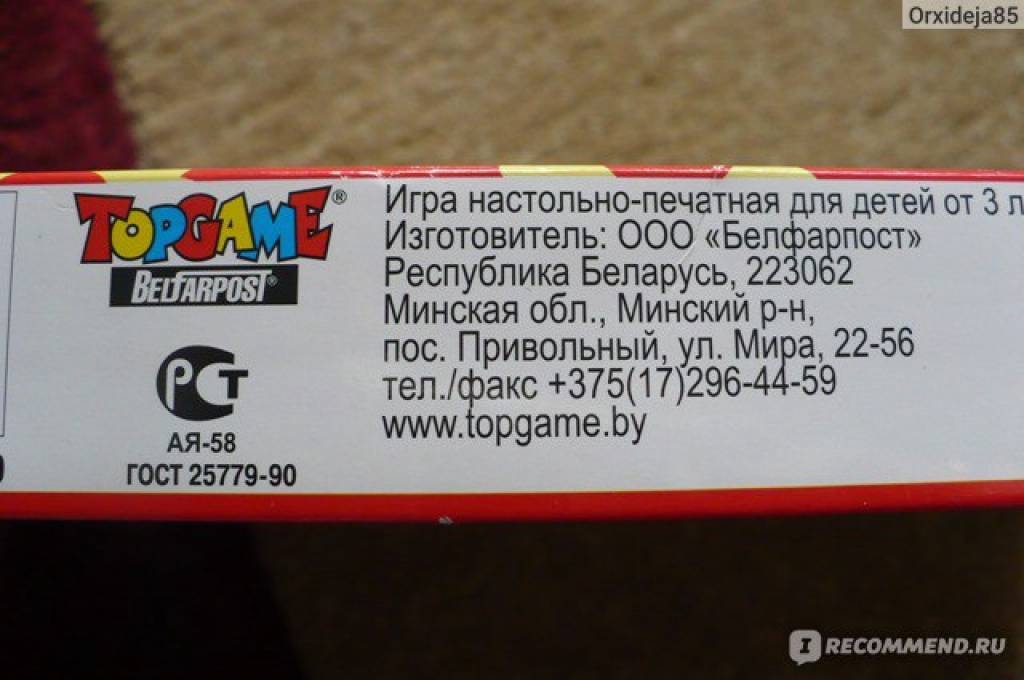 Orxideja85
TOPGAME®
BELFARPOST®
Игра настольно-печатная для детей от 3 л
Изготовитель: ООО «Белфарпост»
Республика Беларусь, 223062
Минская обл., Минский р-н,
пос. Привольный, ул. Мира, 22-56
тел./факс +375(17)296-44-59
www.topgame.by
РСТ
АЯ-58
ГОСТ 25779-90
IRECOMMEND.RU